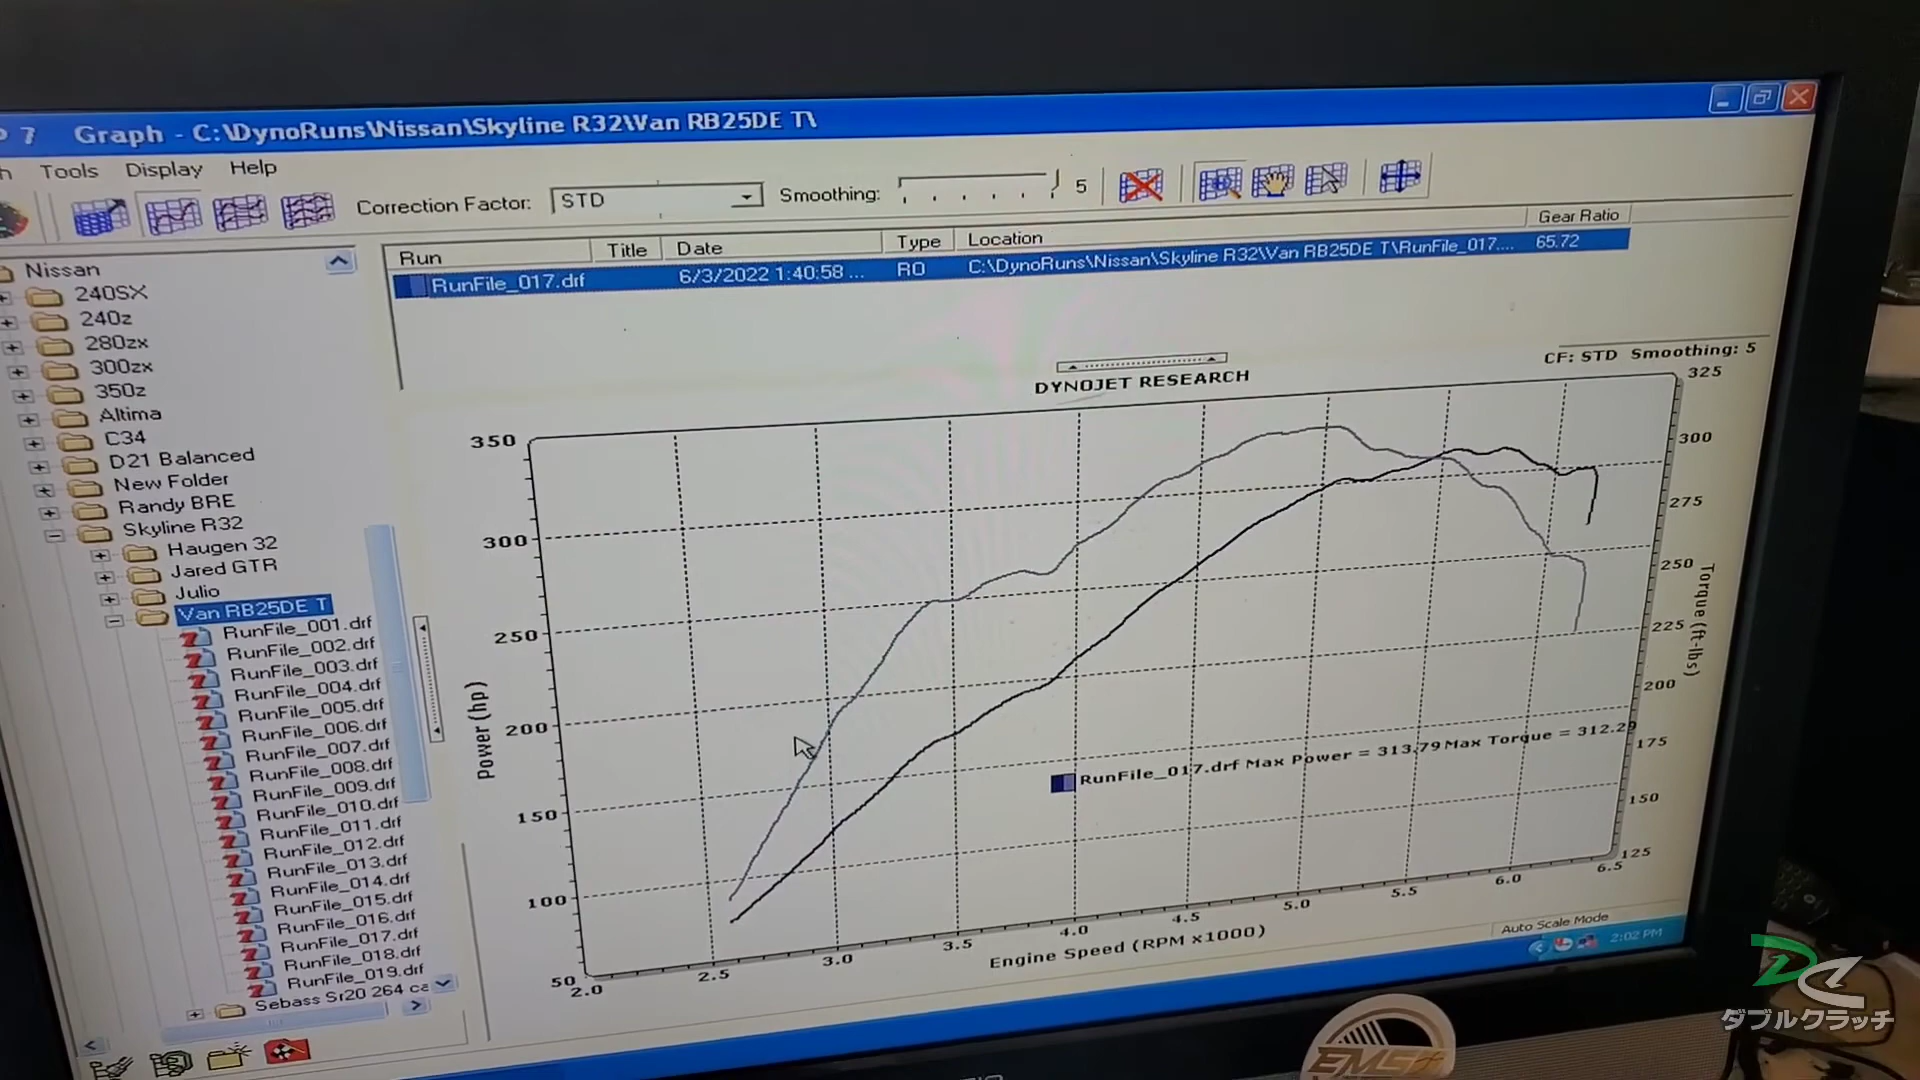 7 Graph - C:\DynoRuns\Nissan\Skyline R32\Van RB25DE T\
Tools Display Help
Correction Factor: STD Smoothing: 5
Run Title Date Type Location Gear Ratio
RunFile_017.drf 6/3/2022 1:40:58 ... RO C:\DynoRuns\Nissan\Skyline R32\Van RB25DE T\RunFile_017.... 65.72
Nissan
240SX
240z
280zx
300zx
350z
Altima
C34
D21 Balanced
New Folder
Randy BRE
Skyline R32
Haugen 32
Jared GTR
Julio
Van RB25DE T
RunFile_001.drf
RunFile_002.drf
RunFile_003.drf
RunFile_004.drf
RunFile_005.drf
RunFile_006.drf
RunFile_007.drf
RunFile_008.drf
RunFile_009.drf
RunFile_010.drf
RunFile_011.drf
RunFile_012.drf
RunFile_013.drf
RunFile_014.drf
RunFile_015.drf
RunFile_016.drf
RunFile_017.drf
RunFile_018.drf
RunFile_019.drf
Sebass Sr20 264 ca
CF: STD Smoothing: 5
DYNOJET RESEARCH
350
300
250
200
150
100
50
Power (hp)
325
300
275
250
225
200
175
150
125
Torque (ft-lbs)
RunFile_017.drf Max Power = 313.79 Max Torque = 312.29
2.0 2.5 3.0 3.5 4.0 4.5 5.0 5.5 6.0 6.5
Engine Speed (RPM x1000)
Auto Scale Mode
2:02 PM
EMS
DC
ダブルクラッチ